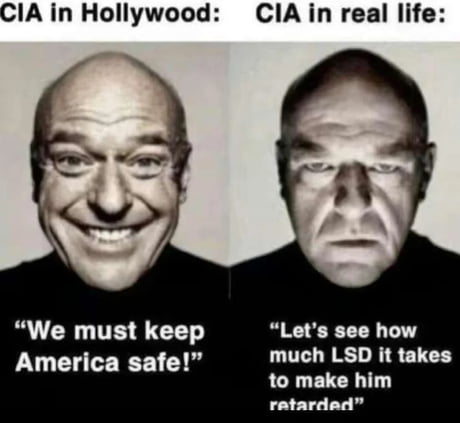 CIA in Hollywood:
CIA in real life:
“We must keep
America safe!”
“Let's see how
much LSD it takes
to make him
retarded”